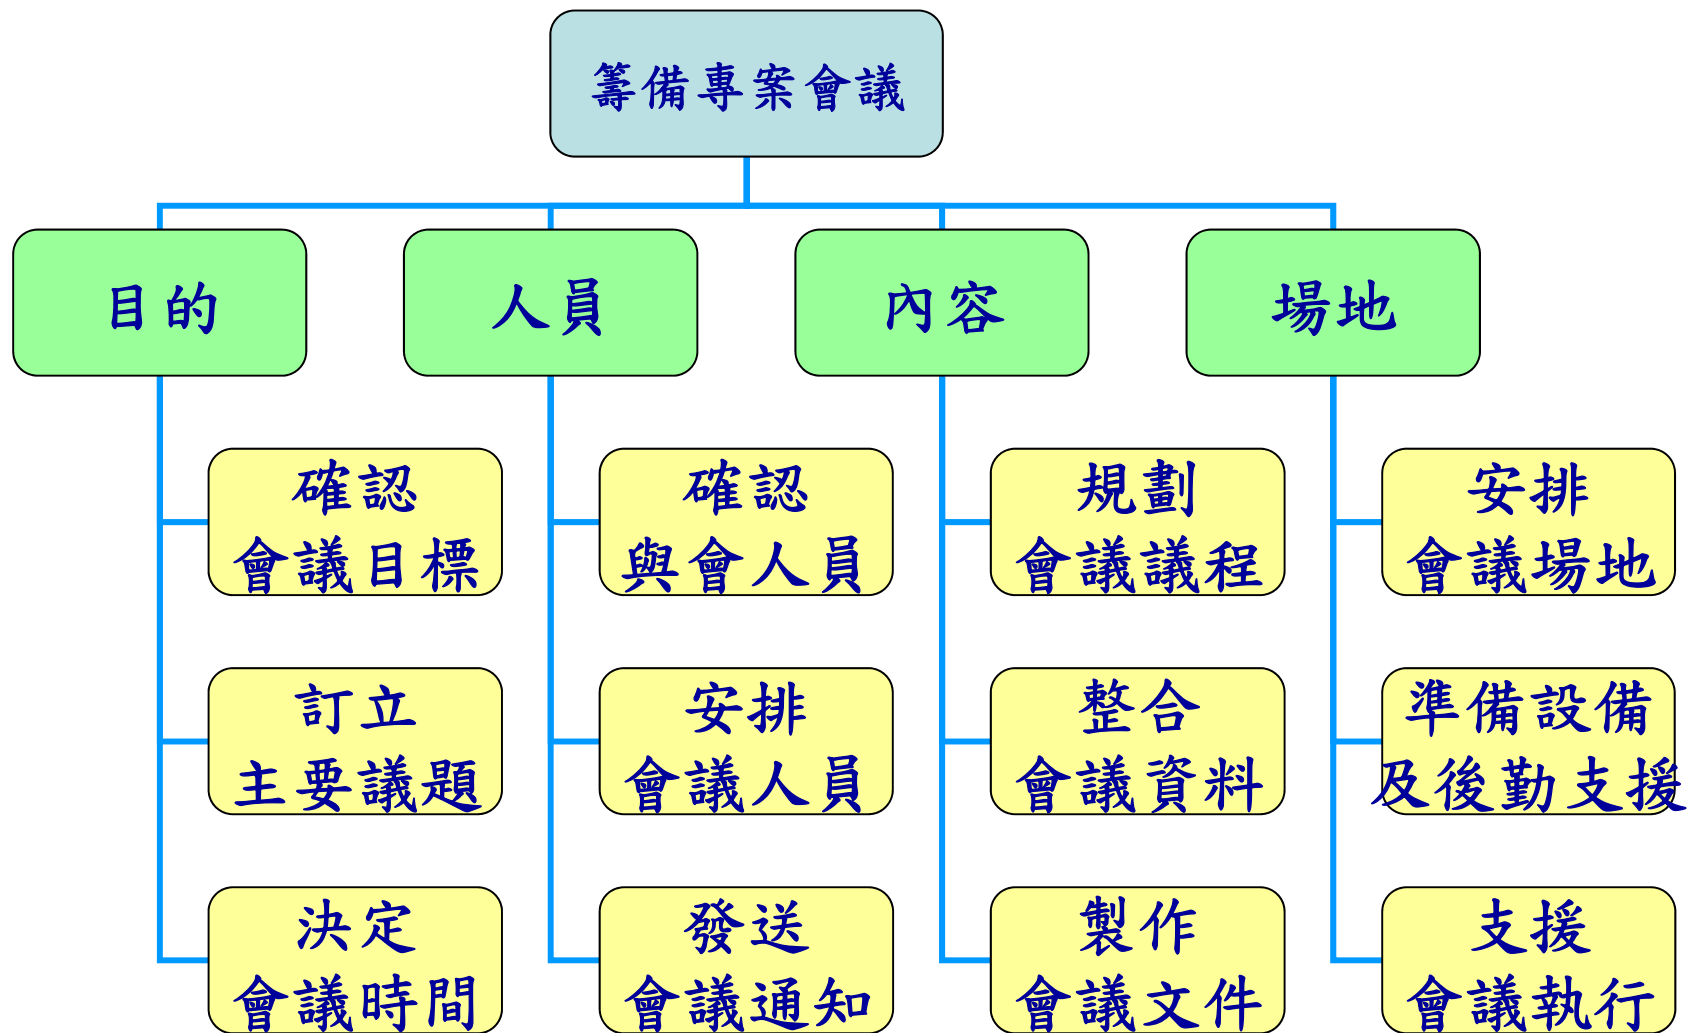 籌備專案會議
目的
人員
內容
場地
確認
會議目標
確認
與會人員
規劃
會議議程
安排
會議場地
訂立
主要議題
安排
會議人員
整合
會議資料
準備設備
及後勤支援
決定
會議時間
發送
會議通知
製作
會議文件
支援
會議執行